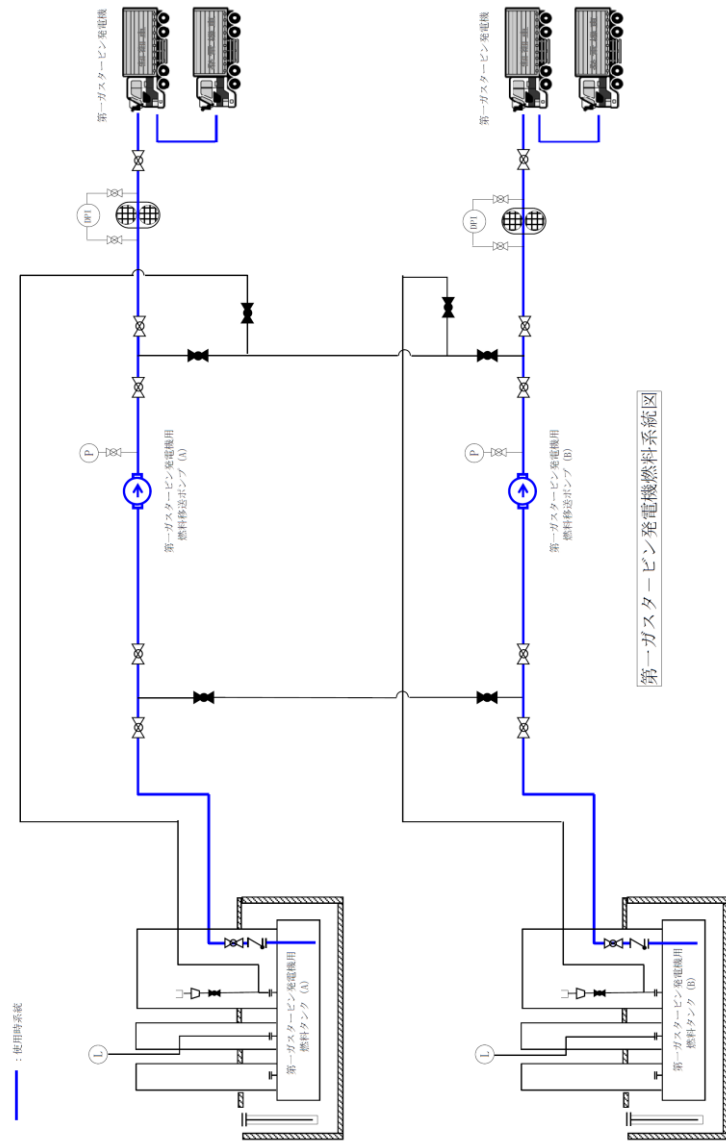 第一ガスタービン発電機
DPI
P
第一ガスタービン発電機用
燃料移送ポンプ (A)
第一ガスタービン発電機用
燃料タンク (A)
L
：使用時系統
第一ガスタービン発電機
DPI
P
第一ガスタービン発電機用
燃料移送ポンプ (B)
第一ガスタービン発電機用
燃料タンク (B)
L
第一ガスタービン発電機燃料系統図